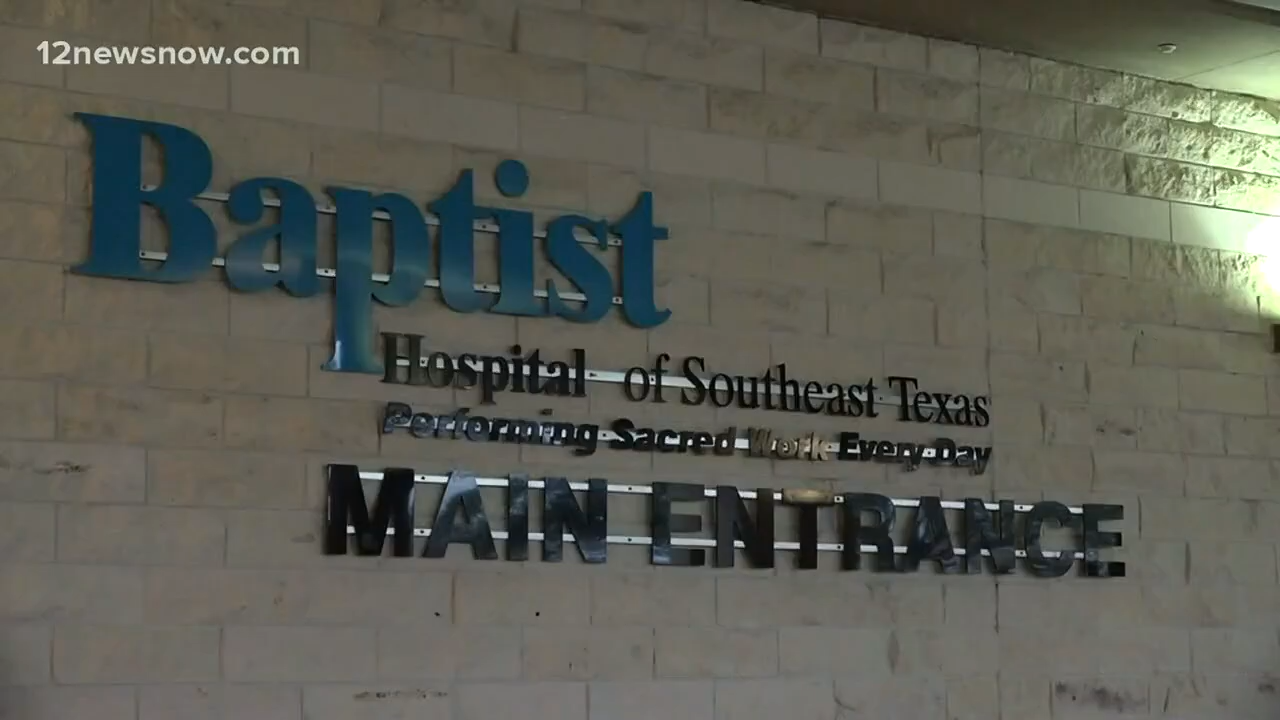 12newsnow.com
Baptist
Hospital of Southeast Texas
Performing Sacred Work Every Day
MAIN ENTRANCE